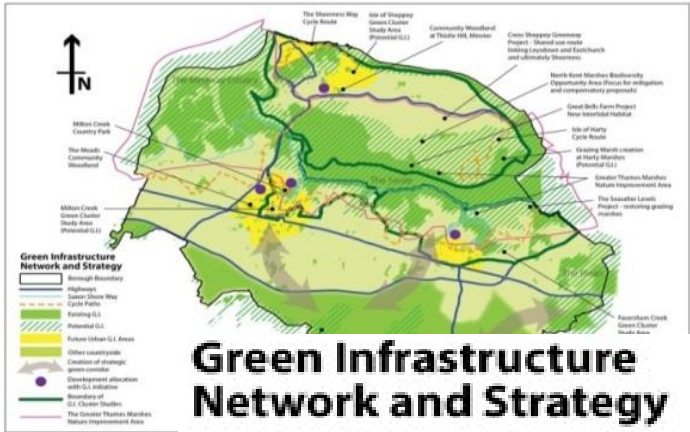 The Sheerness Way
Cycle Route
Isle of Sheppey
Green Cluster
Study Area
(Potential G.I.)
Community Woodland
at Thistle Hill, Minster
Cross Sheppey Greenway
Project - Shared use route
linking Leysdown and Eastchurch
and ultimately Sheerness
North Kent Marshes Biodiversity
Opportunity Area (Focus for mitigation
and compensatory proposals)
Great Bells Farm Project
New Intertidal Habitat
Isle of Harty
Cycle Route
Grazing Marsh creation
at Harty Marshes
(Potential G.I.)
Greater Thames Marshes
Nature Improvement Area
The Seasalter Levels
Project - restoring grazing
marshes
Faversham Creek
Green Cluster
Study Area
N
Milton Creek
Country Park
The Meads
Community
Woodland
Milton Creek
Green Cluster
Study Area
(Potential G.I.)
Green Infrastructure
Network and Strategy
Borough Boundary
Highways
Saxon Shore Way
Cycle Paths
Existing G.I.
Potential G.I.
Future Urban G.I. Areas
Other countryside
Creation of strategic
green corridor
Development allocation
with G.I. initiative
Boundary of
G.I. Cluster Studies
The Greater Thames Marshes
Nature Improvement Area
Green Infrastructure
Network and Strategy